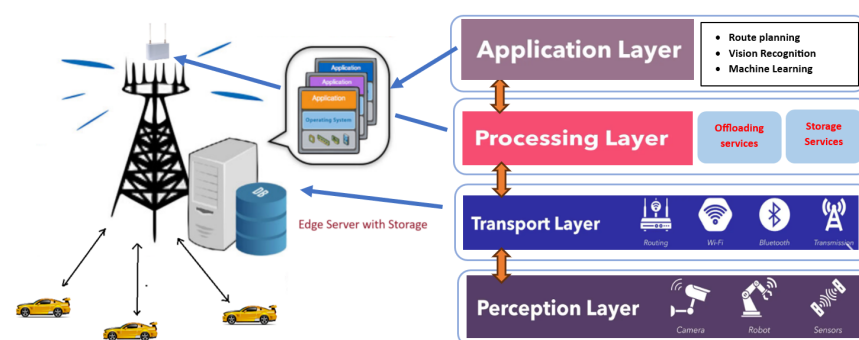 Application Layer
• Route planning
• Vision Recognition
• Machine Learning
Application
Application
Application
Operating System
Processing Layer
Offloading
services
Storage
Services
DB
Edge Server with Storage
Transport Layer
Routing
Wi-Fi
Bluetooth
Transmission
Perception Layer
Camera
Robot
Sensors